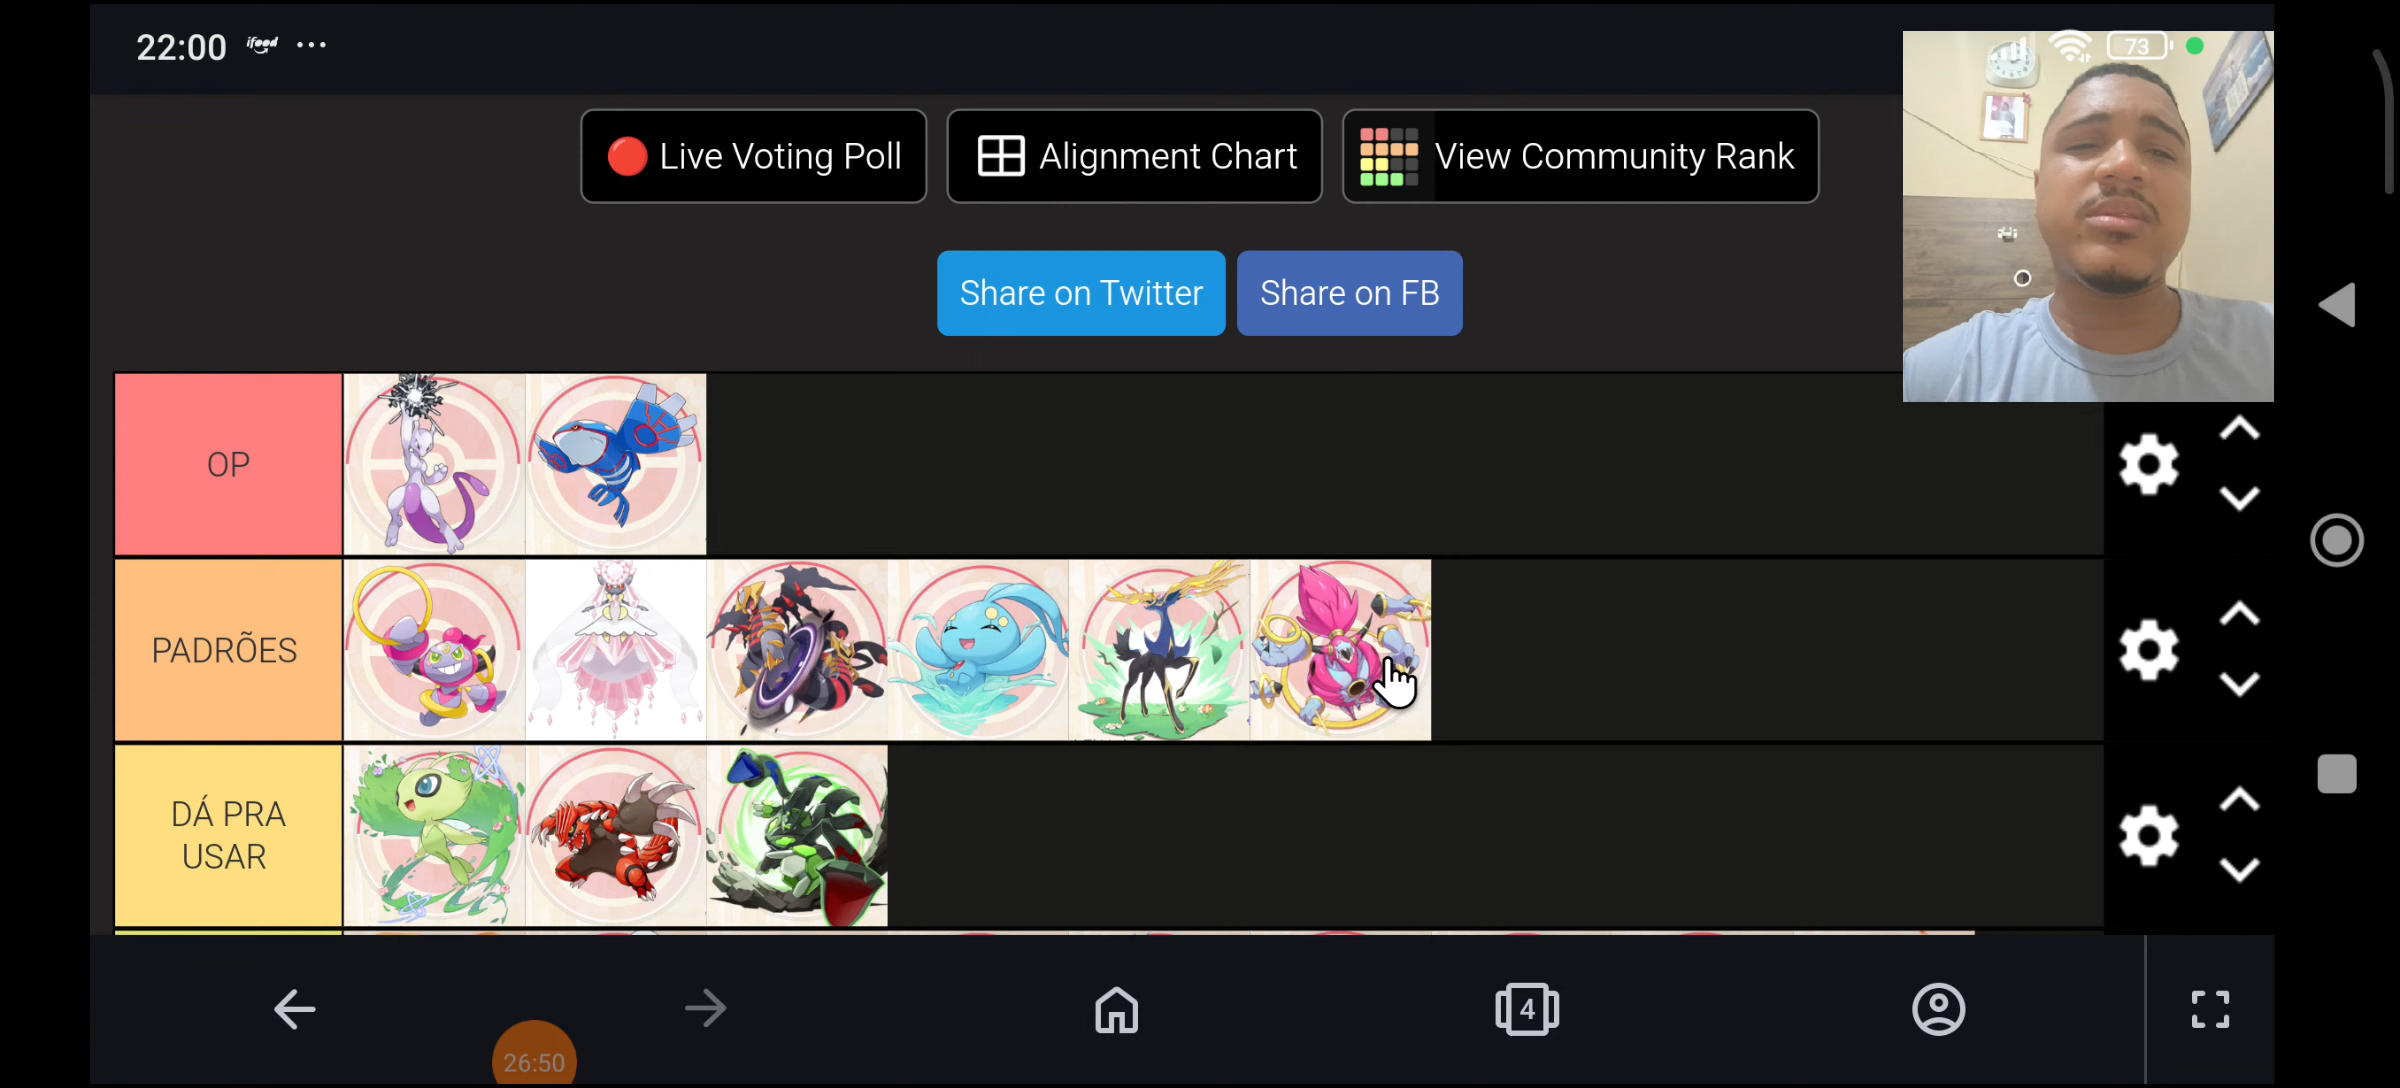 22:00 ifood ...
73
Live Voting Poll
Alignment Chart
View Community Rank
Share on Twitter
Share on FB
OP
PADRÕES
DÁ PRA
USAR
4
26:50